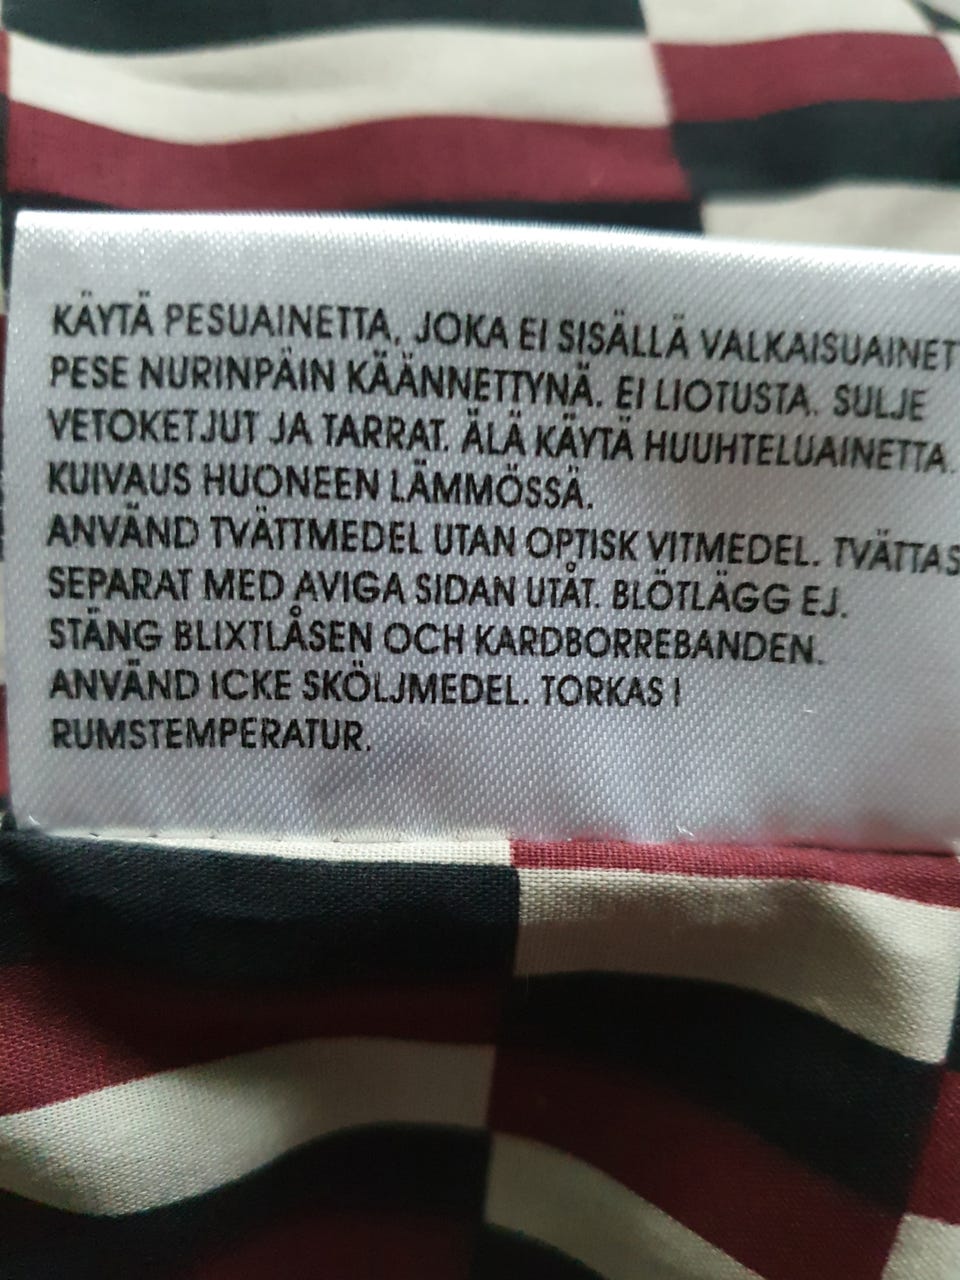 KÄYTÄ PESUAINETTA, JOKA EI SISÄLLÄ VALKAISUAINET
PESE NURINPÄIN KÄÄNNETTYNÄ. EI LIOTUSTA. SULJE
VETOKETJUT JA TARRAT. ÄLÄ KÄYTÄ HUUHTELUAINETTA.
KUIVAUS HUONEEN LÄMMÖSSÄ.
ANVÄND TVÄTTMEDEL UTAN OPTISK VITMEDEL. TVÄTTAS
SEPARAT MED AVIGA SIDAN UTÅT. BLÖTLÄGG EJ.
STÄNG BLIXTLÅSEN OCH KARDBORREBANDEN.
ANVÄND ICKE SKÖLJMEDEL. TORKAS I
RUMSTEMPERATUR.